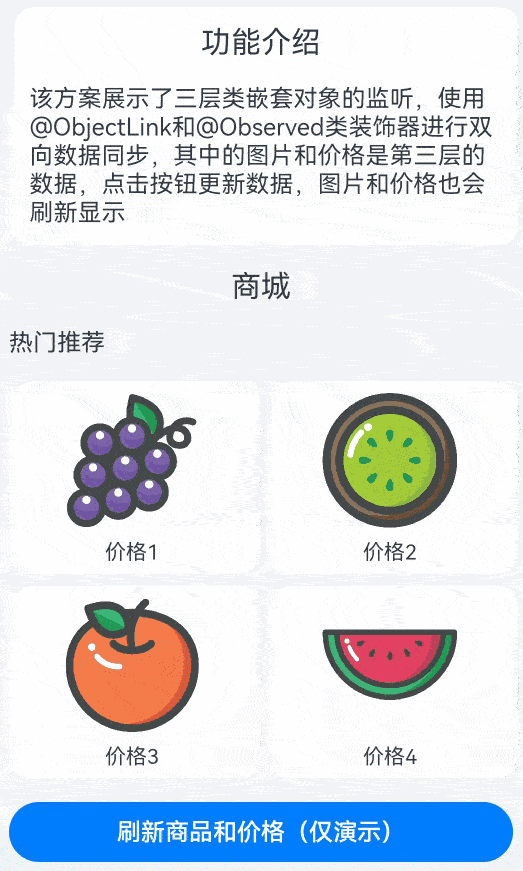 功能介绍
该方案展示了三层类嵌套对象的监听，使用
@ObjectLink和@Observed类装饰器进行双
向数据同步，其中的图片和价格是第三层的
数据，点击按钮更新数据，图片和价格也会
刷新显示
商城
热门推荐
价格1
价格2
价格3
价格4
刷新商品和价格（仅演示）